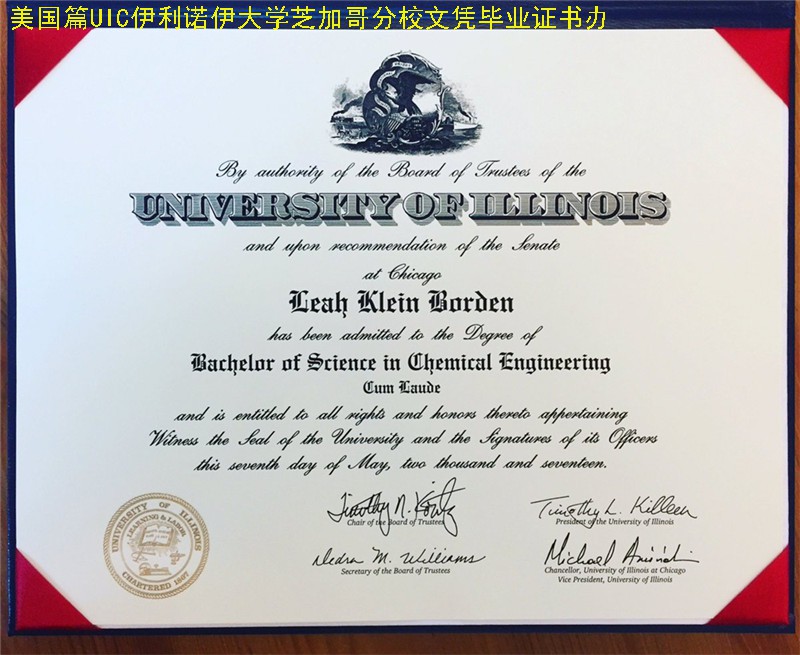 美国篇UIC伊利诺伊大学芝加哥分校文凭毕业证书办
By authority of the Board of Trustees of the
UNIVERSITY OF ILLINOIS
and upon recommendation of the Senate
at Chicago
Leah Klein Borden
has been admitted to the Degree of
Bachelor of Science in Chemical Engineering
Cum Laude
and is entitled to all rights and honors thereto appertaining
Witness the Seal of the University and the Signatures of its Officers
this seventh day of May, two thousand and seventeen.
Timothy N. Koritz
Chair of the Board of Trustees
Timothy L. Killeen
President of the University of Illinois
Dedra M. Williams
Secretary of the Board of Trustees
Michael Amiridis
Chancellor, University of Illinois at Chicago
Vice President, University of Illinois
UNIVERSITY OF ILLINOIS
LEARNING & LABOR
CHARTERED 1867